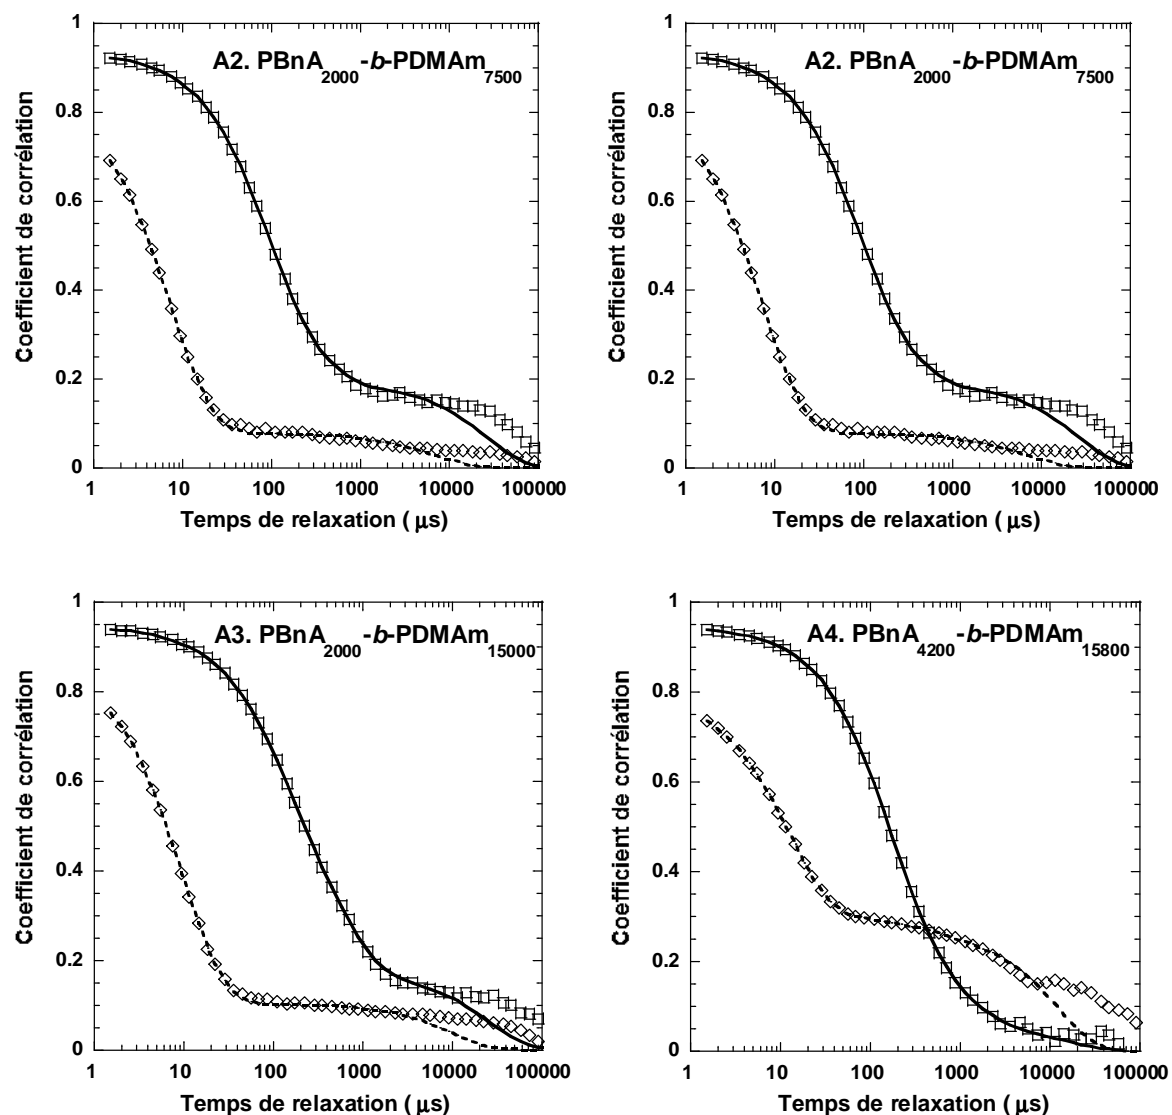 A2. PBnA2000-b-PDMAm7500
Coefficient de corrélation
1
0.8
0.6
0.4
0.2
0
1 10 100 1000 10000 100000
Temps de relaxation ( µs)
A2. PBnA2000-b-PDMAm7500
Coefficient de corrélation
1
0.8
0.6
0.4
0.2
0
1 10 100 1000 10000 100000
Temps de relaxation ( µs)
A3. PBnA2000-b-PDMAm15000
Coefficient de corrélation
1
0.8
0.6
0.4
0.2
0
1 10 100 1000 10000 100000
Temps de relaxation ( µs)
A4. PBnA4200-b-PDMAm15800
Coefficient de corrélation
1
0.8
0.6
0.4
0.2
0
1 10 100 1000 10000 100000
Temps de relaxation ( µs)